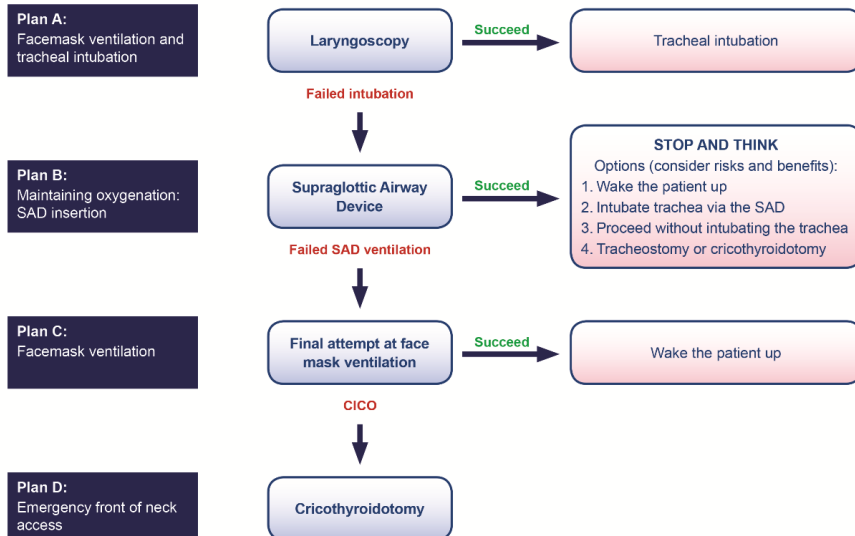 Plan A:
Facemask ventilation and
tracheal intubation
Laryngoscopy
Succeed
Tracheal intubation
Failed intubation
Plan B:
Maintaining oxygenation:
SAD insertion
Supraglottic Airway
Device
Succeed
STOP AND THINK
Options (consider risks and benefits):
1. Wake the patient up
2. Intubate trachea via the SAD
3. Proceed without intubating the trachea
4. Tracheostomy or cricothyroidotomy
Failed SAD ventilation
Plan C:
Facemask ventilation
Final attempt at face
mask ventilation
Succeed
Wake the patient up
CICO
Plan D:
Emergency front of neck
access
Cricothyroidotomy